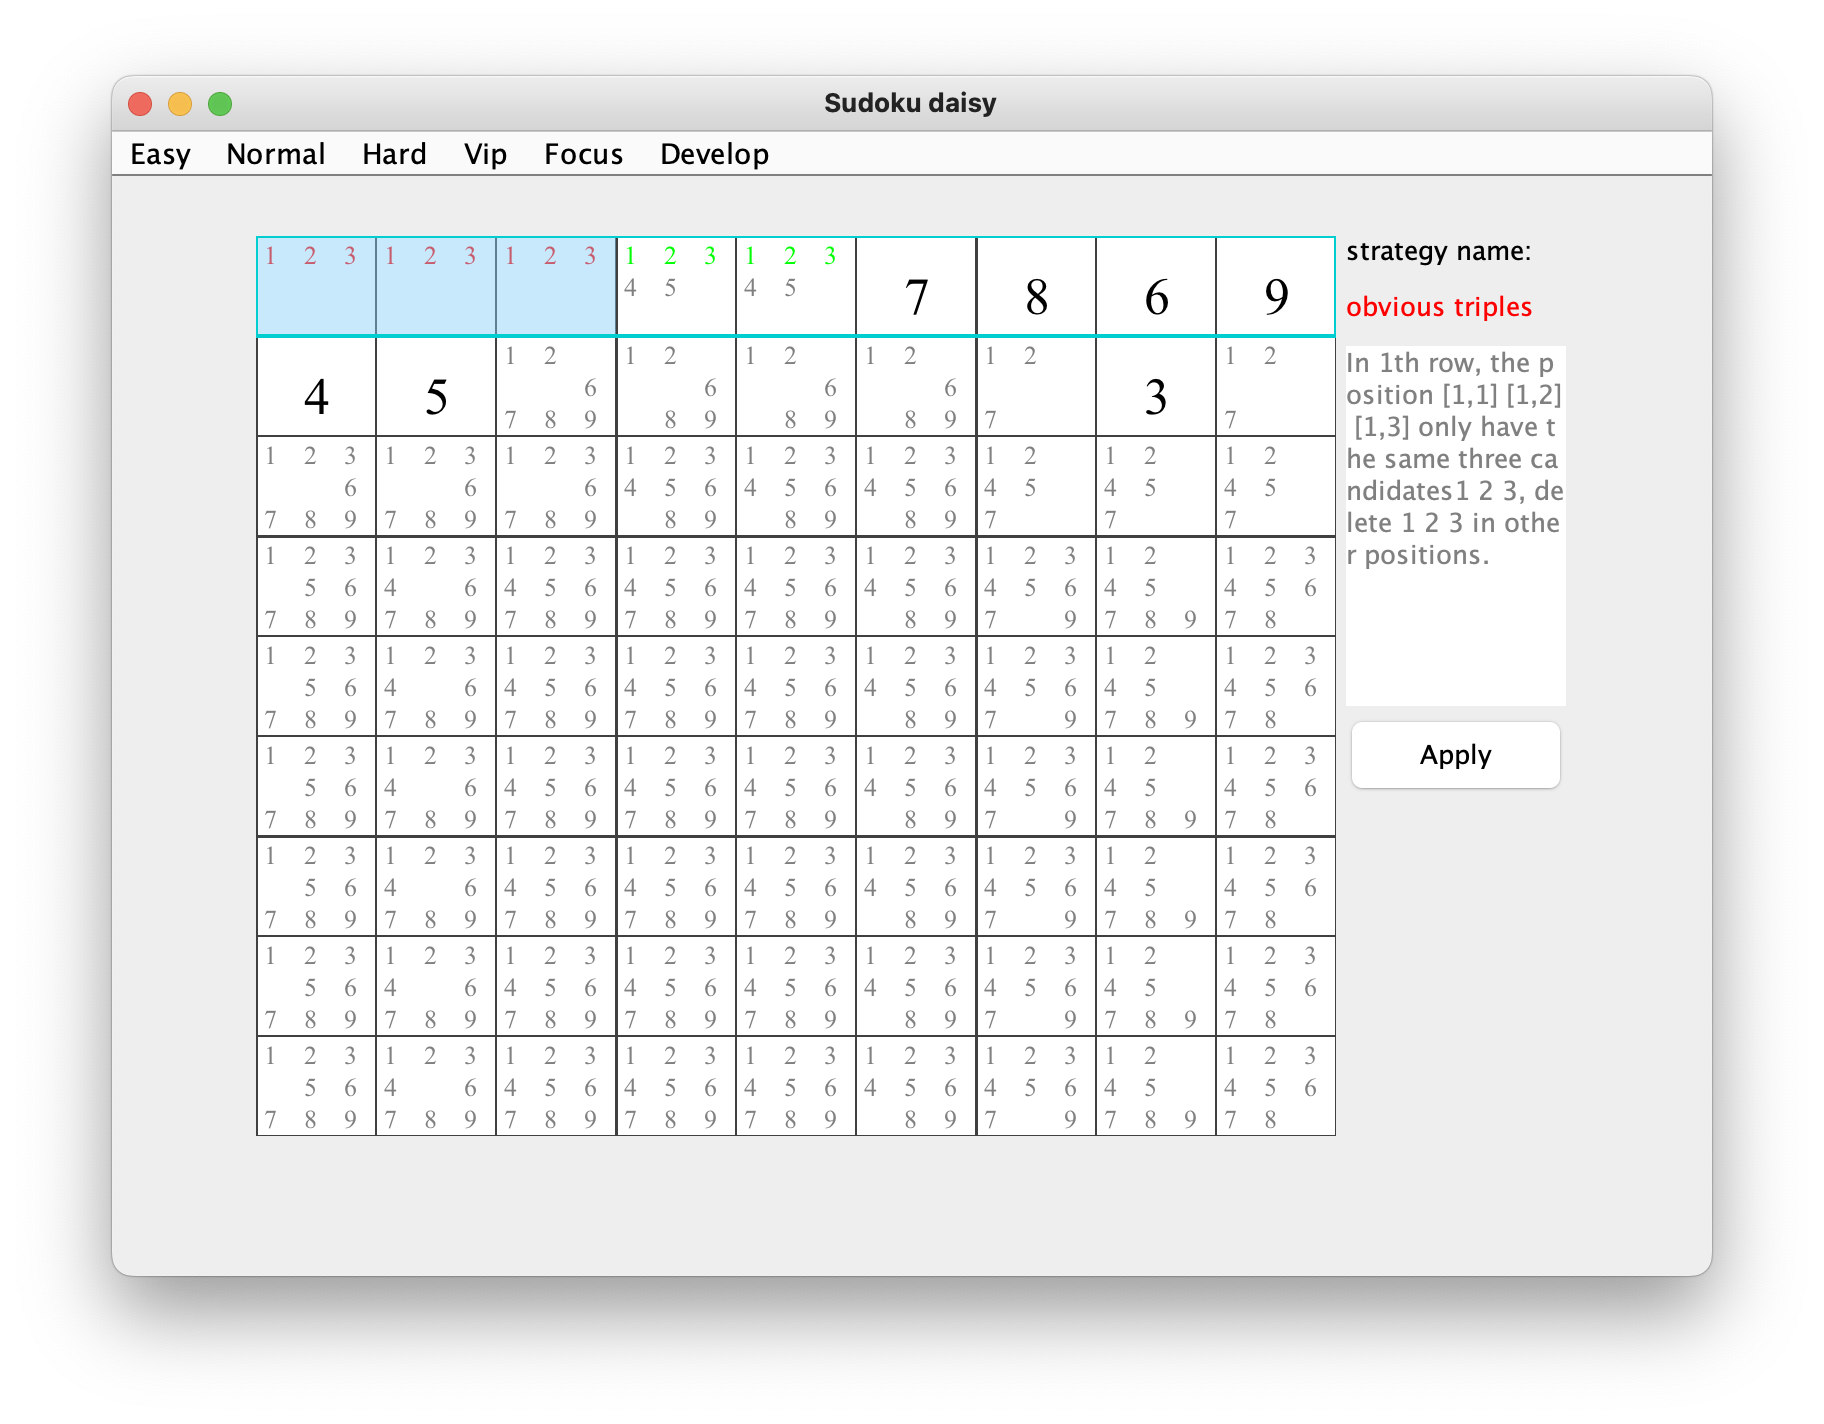 Sudoku daisy
Easy Normal Hard Vip Focus Develop
1 2 3 1 2 3 1 2 3 1 2 3 1 2 3
4 5 4 5
7 8 6 9
1 2 1 2 1 2 1 2 1 2 1 2
6 6 6 6
4 5 3
7 8 9 8 9 8 9 8 9 7 7
1 2 3 1 2 3 1 2 3 1 2 3 1 2 3 1 2 3 1 2 1 2 1 2
6 6 6 4 5 6 4 5 6 4 5 6 4 5 4 5 4 5
7 8 9 7 8 9 7 8 9 8 9 8 9 8 9 7 7 7
1 2 3 1 2 3 1 2 3 1 2 3 1 2 3 1 2 3 1 2 3 1 2 1 2 3
5 6 4 6 4 5 6 4 5 6 4 5 6 4 5 6 4 5 6 4 5 4 5 6
7 8 9 7 8 9 7 8 9 7 8 9 7 8 9 8 9 7 9 7 8 9 7 8
1 2 3 1 2 3 1 2 3 1 2 3 1 2 3 1 2 3 1 2 3 1 2 1 2 3
5 6 4 6 4 5 6 4 5 6 4 5 6 4 5 6 4 5 6 4 5 4 5 6
7 8 9 7 8 9 7 8 9 7 8 9 7 8 9 8 9 7 9 7 8 9 7 8
1 2 3 1 2 3 1 2 3 1 2 3 1 2 3 1 2 3 1 2 3 1 2 1 2 3
5 6 4 6 4 5 6 4 5 6 4 5 6 4 5 6 4 5 6 4 5 4 5 6
7 8 9 7 8 9 7 8 9 7 8 9 7 8 9 8 9 7 9 7 8 9 7 8
1 2 3 1 2 3 1 2 3 1 2 3 1 2 3 1 2 3 1 2 3 1 2 1 2 3
5 6 4 6 4 5 6 4 5 6 4 5 6 4 5 6 4 5 6 4 5 4 5 6
7 8 9 7 8 9 7 8 9 7 8 9 7 8 9 8 9 7 9 7 8 9 7 8
1 2 3 1 2 3 1 2 3 1 2 3 1 2 3 1 2 3 1 2 3 1 2 1 2 3
5 6 4 6 4 5 6 4 5 6 4 5 6 4 5 6 4 5 6 4 5 4 5 6
7 8 9 7 8 9 7 8 9 7 8 9 7 8 9 8 9 7 9 7 8 9 7 8
1 2 3 1 2 3 1 2 3 1 2 3 1 2 3 1 2 3 1 2 3 1 2 1 2 3
5 6 4 6 4 5 6 4 5 6 4 5 6 4 5 6 4 5 6 4 5 4 5 6
7 8 9 7 8 9 7 8 9 7 8 9 7 8 9 8 9 7 9 7 8 9 7 8
strategy name:
obvious triples
In 1th row, the p
osition [1,1] [1,2]
[1,3] only have t
he same three ca
ndidates1 2 3, de
lete 1 2 3 in othe
r positions.
Apply